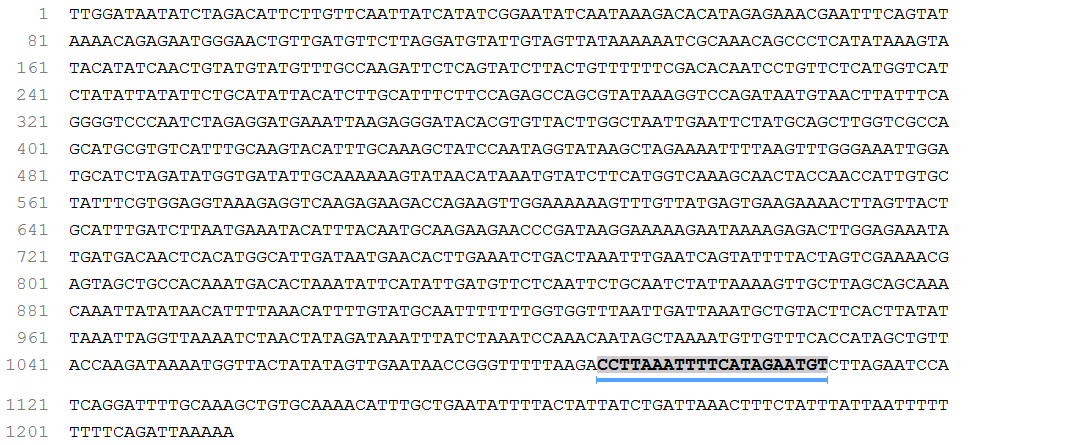 1 TTGGATAATATCTAGACATTCTTGTTCAATTATCATATCGGAATATCAATAAAGACACATAGAGAAACGAATTTCAGTAT
81 AAAACAGAGAATGGGAACTGTTGATGTTCTTAGGATGTATTGTAGTTATAAAAAATCGCAAACAGCCCTCATATAAAGTA
161 TACATATCAACTGTATGTATGTTTGCCAAGATTCTCAGTATCTTACTGTTTTTTCGACACAATCCTGTTCTCATGGTCAT
241 CTATATTATATTCTGCATATTACATCTTGCATTTCTTCCAGAGCCAGCGTATAAAGGTCCAGATAATGTAACTTATTTCA
321 GGGGTCCCAATCTAGAGGATGAAATTAAGAGGGATACACGTGTTACTTGGCTAATTGAATTCTATGCAGCTTGGTCGCCA
401 GCATGCGTGTCATTTGCAAGTACATTTGCAAAGCTATCCAATAGGTATAAGCTAGAAAATTTTAAGTTTGGGAAATTGGA
481 TGCATCTAGATATGGTGATATTGCAAAAAAGTATAACATAAATGTATCTTCATGGTCAAAGCAACTACCAACCATTGTGC
561 TATTTCGTGGAGGTAAAGAGGTCAAGAGAAGACCAGAAGTTGGAAAAAAGTTTGTTATGAGTGAAGAAAACTTAGTTACT
641 GCATTTGATCTTAATGAAATACATTTACAATGCAAGAAGAACCCGATAAGGAAAAAGAATAAAAGAGACTTGGAGAAATA
721 TGATGACAACTCACATGGCATTGATAATGAACACTTGAAATCTGACTAAATTTGAATCAGTATTTTACTAGTCGAAAACG
801 AGTAGCTGCCACAAATGACACTAAATATTCATATTGATGTTCTCAATTCTGCAATCTATTAAAAGTTGCTTAGCAGCAAA
881 CAAATTATATAACATTTTAAACATTTTGTATGCAATTTTTTTGGTGGTTTAATTGATTAAATGCTGTACTTCACTTATAT
961 TAAATTAGGTTAAAATCTAACTATAGATAAATTTATCTAAATCCAAACAATAGCTAAAATGTTGTTTCACCATAGCTGTT
1041 ACCAAGATAAAATGGTTACTATATAGTTGAATAACCGGGTTTTTAAGACCTTAAATTTTCATAGAATGTCTTAGAATCCA
1121 TCAGGATTTTGCAAAGCTGTGCAAAACATTTGCTGAATATTTTACTATTATCTGATTAAACTTTCTATTTATTAATTTTT
1201 TTTTCAGATTAAAAA